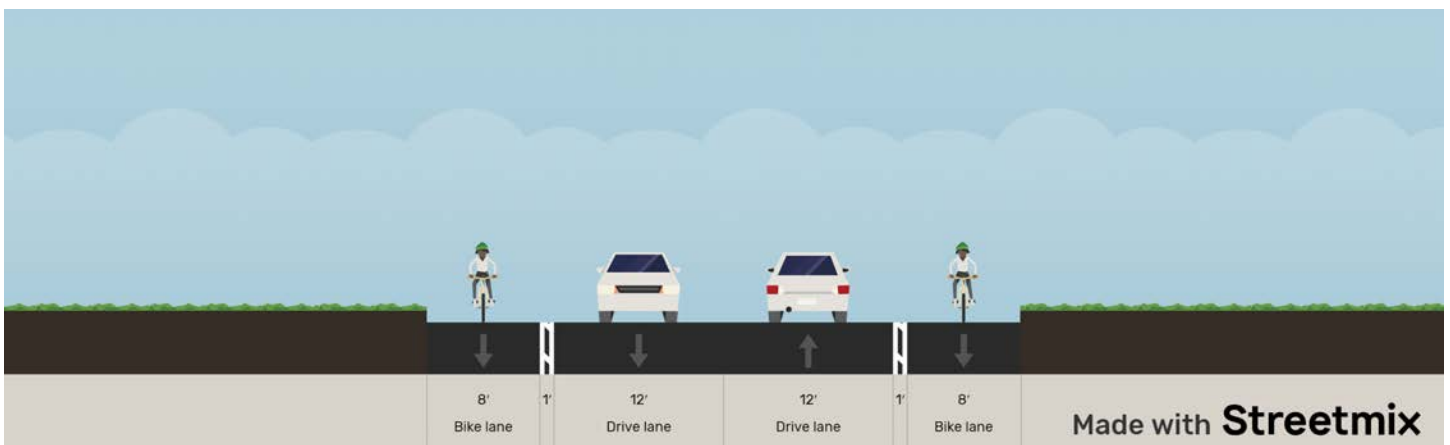 8' 1' 12' 12' 1' 8'
Bike lane Drive lane Drive lane Bike lane
Made with Streetmix